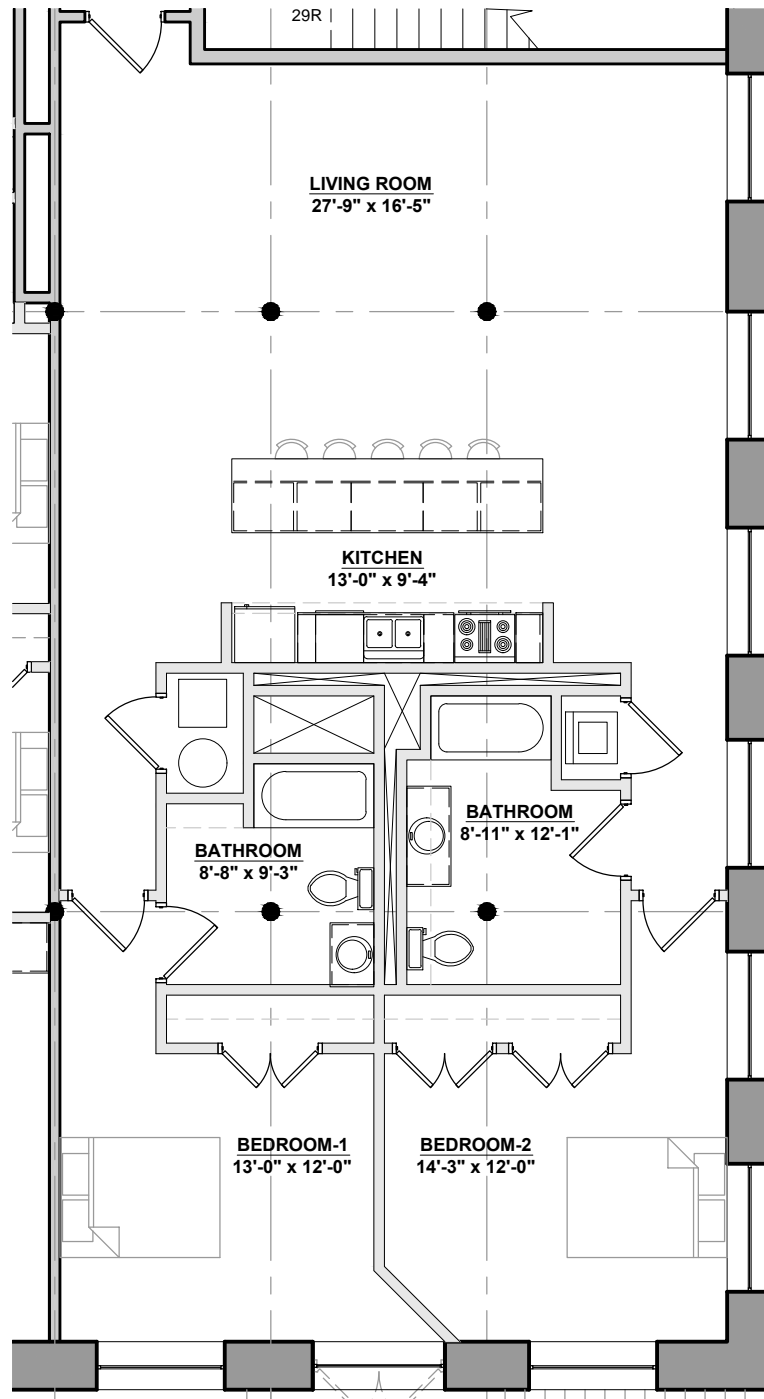 29R
LIVING ROOM
27'-9" x 16'-5"
KITCHEN
13'-0" x 9'-4"
BATHROOM
8'-11" x 12'-1"
BATHROOM
8'-8" x 9'-3"
BEDROOM-1
13'-0" x 12'-0"
BEDROOM-2
14'-3" x 12'-0"